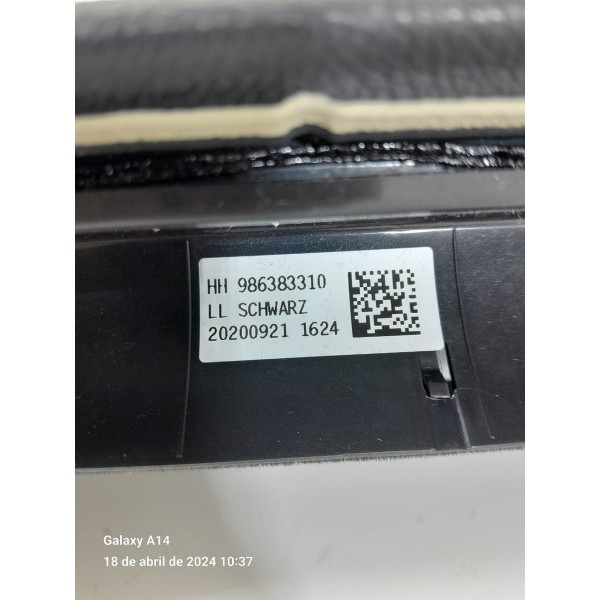 HH 986383310
LL SCHWARZ
20200921 1624
Galaxy A14
18 de abril de 2024 10:37